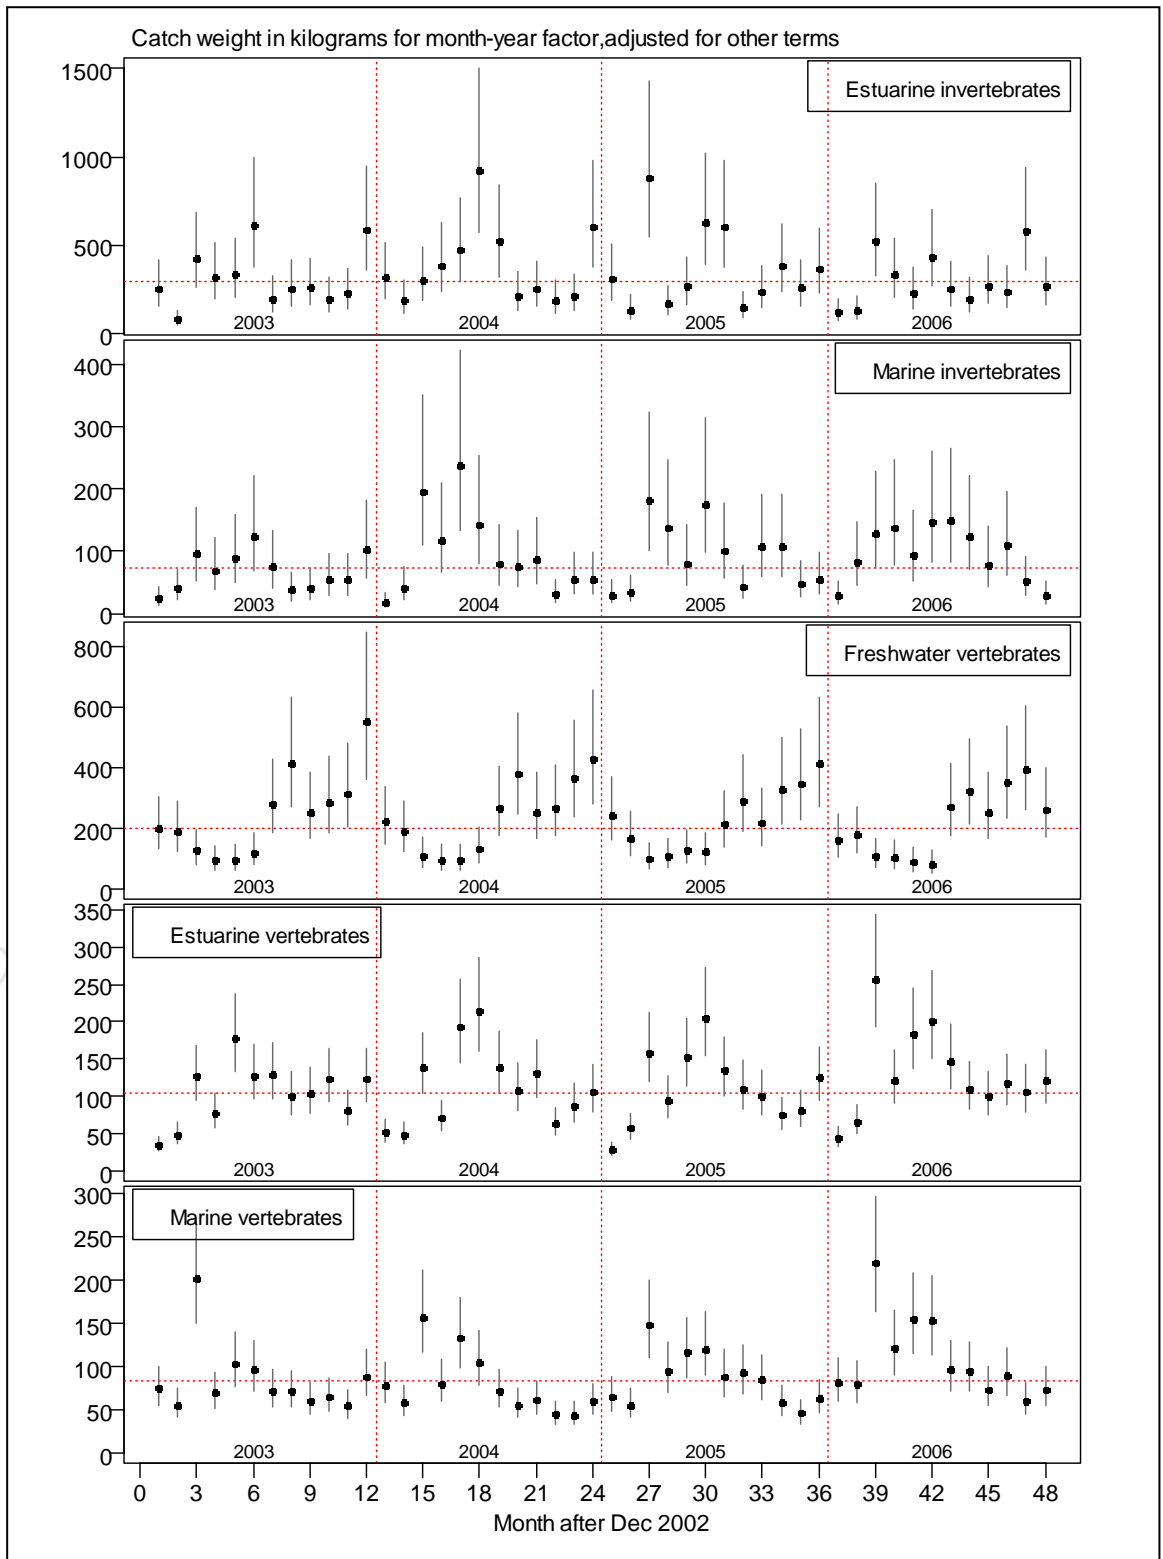 Catch weight in kilograms for month-year factor,adjusted for other terms
Estuarine invertebrates
1500
1000
500
0
2003 2004 2005 2006
Marine invertebrates
400
300
200
100
0
2003 2004 2005 2006
Freshwater vertebrates
800
600
400
200
0
2003 2004 2005 2006
Estuarine vertebrates
350
300
250
200
150
100
50
0
2003 2004 2005 2006
Marine vertebrates
300
250
200
150
100
50
0
2003 2004 2005 2006
0 3 6 9 12 15 18 21 24 27 30 33 36 39 42 45 48
Month after Dec 2002